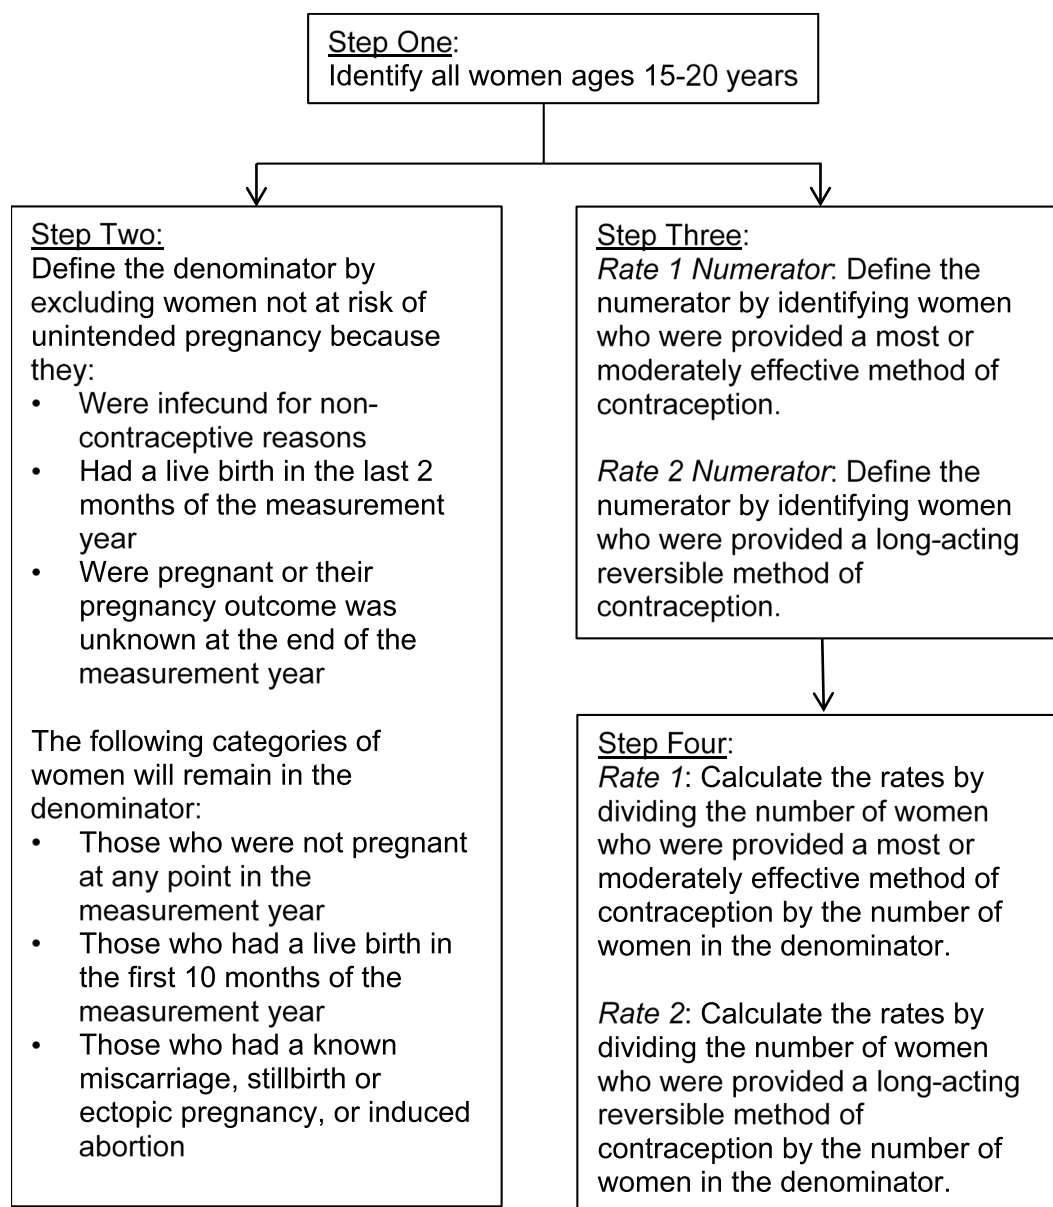 Step One:
Identify all women ages 15-20 years
Step Two:
Define the denominator by
excluding women not at risk of
unintended pregnancy because
they:
• Were infecund for non-
contraceptive reasons
• Had a live birth in the last 2
months of the measurement
year
• Were pregnant or their
pregnancy outcome was
unknown at the end of the
measurement year
The following categories of
women will remain in the
denominator:
• Those who were not pregnant
at any point in the
measurement year
• Those who had a live birth in
the first 10 months of the
measurement year
• Those who had a known
miscarriage, stillbirth or
ectopic pregnancy, or induced
abortion
Step Three:
Rate 1 Numerator: Define the
numerator by identifying women
who were provided a most or
moderately effective method of
contraception.
Rate 2 Numerator: Define the
numerator by identifying women
who were provided a long-acting
reversible method of
contraception.
Step Four:
Rate 1: Calculate the rates by
dividing the number of women
who were provided a most or
moderately effective method of
contraception by the number of
women in the denominator.
Rate 2: Calculate the rates by
dividing the number of women
who were provided a long-acting
reversible method of
contraception by the number of
women in the denominator.